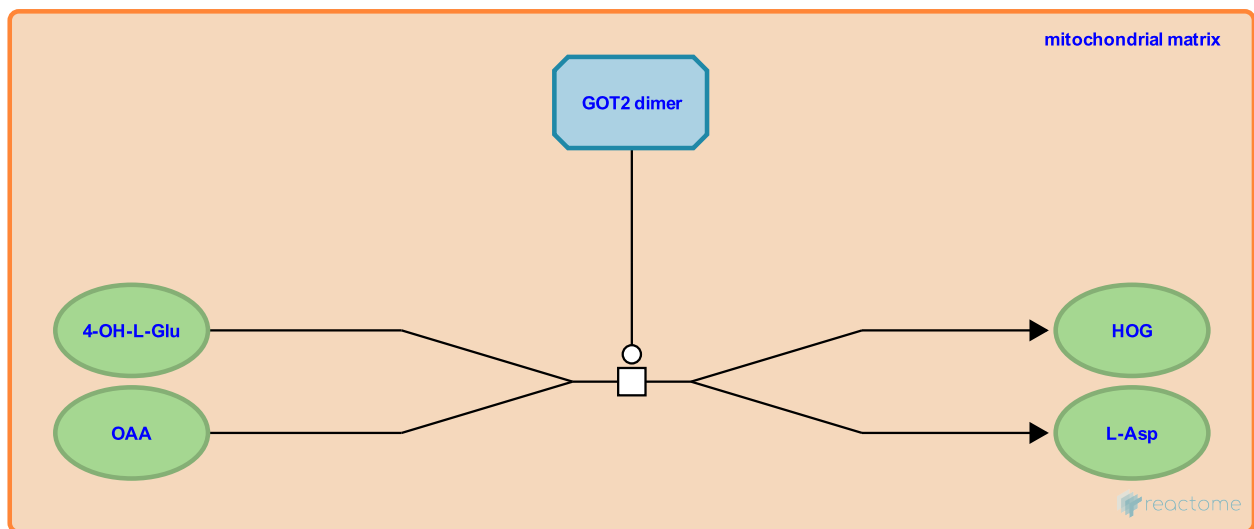 mitochondrial matrix
GOT2 dimer
4-OH-L-Glu
HOG
OAA
L-Asp
reactome